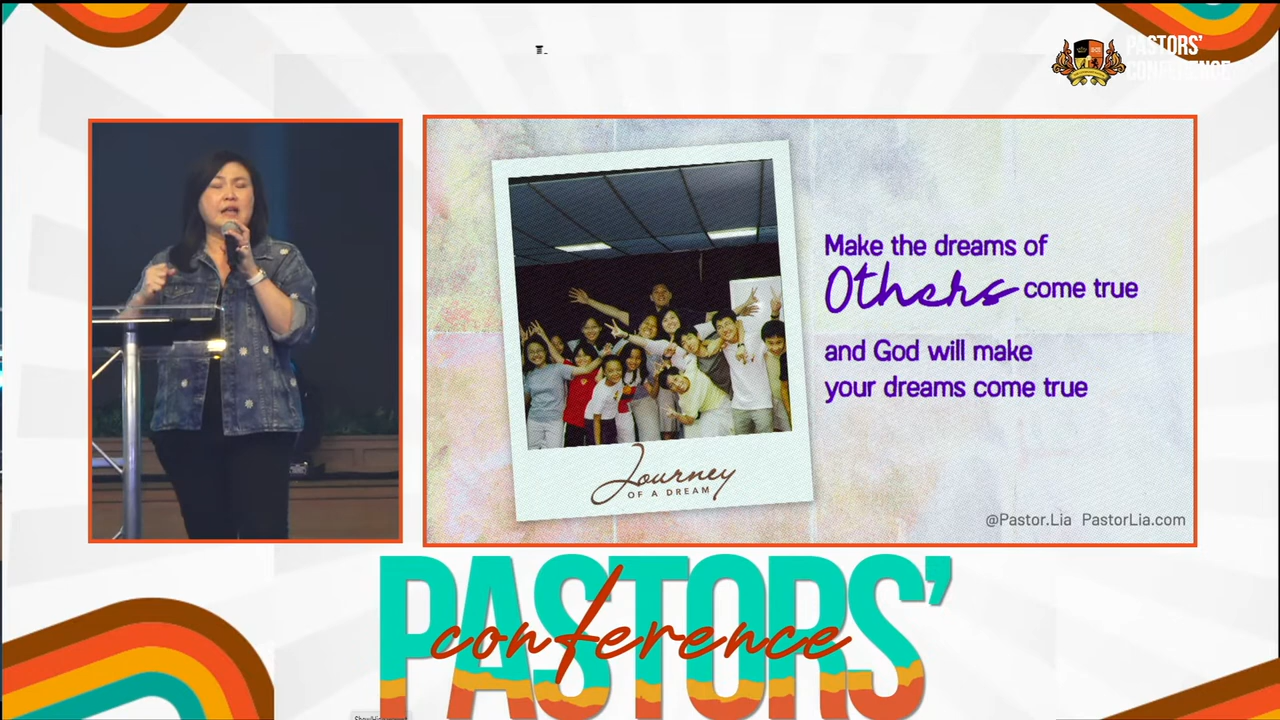 PASTORS'
CONFERENCE
Make the dreams of
Others come true
and God will make
your dreams come true
Journey
OF A DREAM
@Pastor.Lia PastorLia.com
PASTORS'
conference